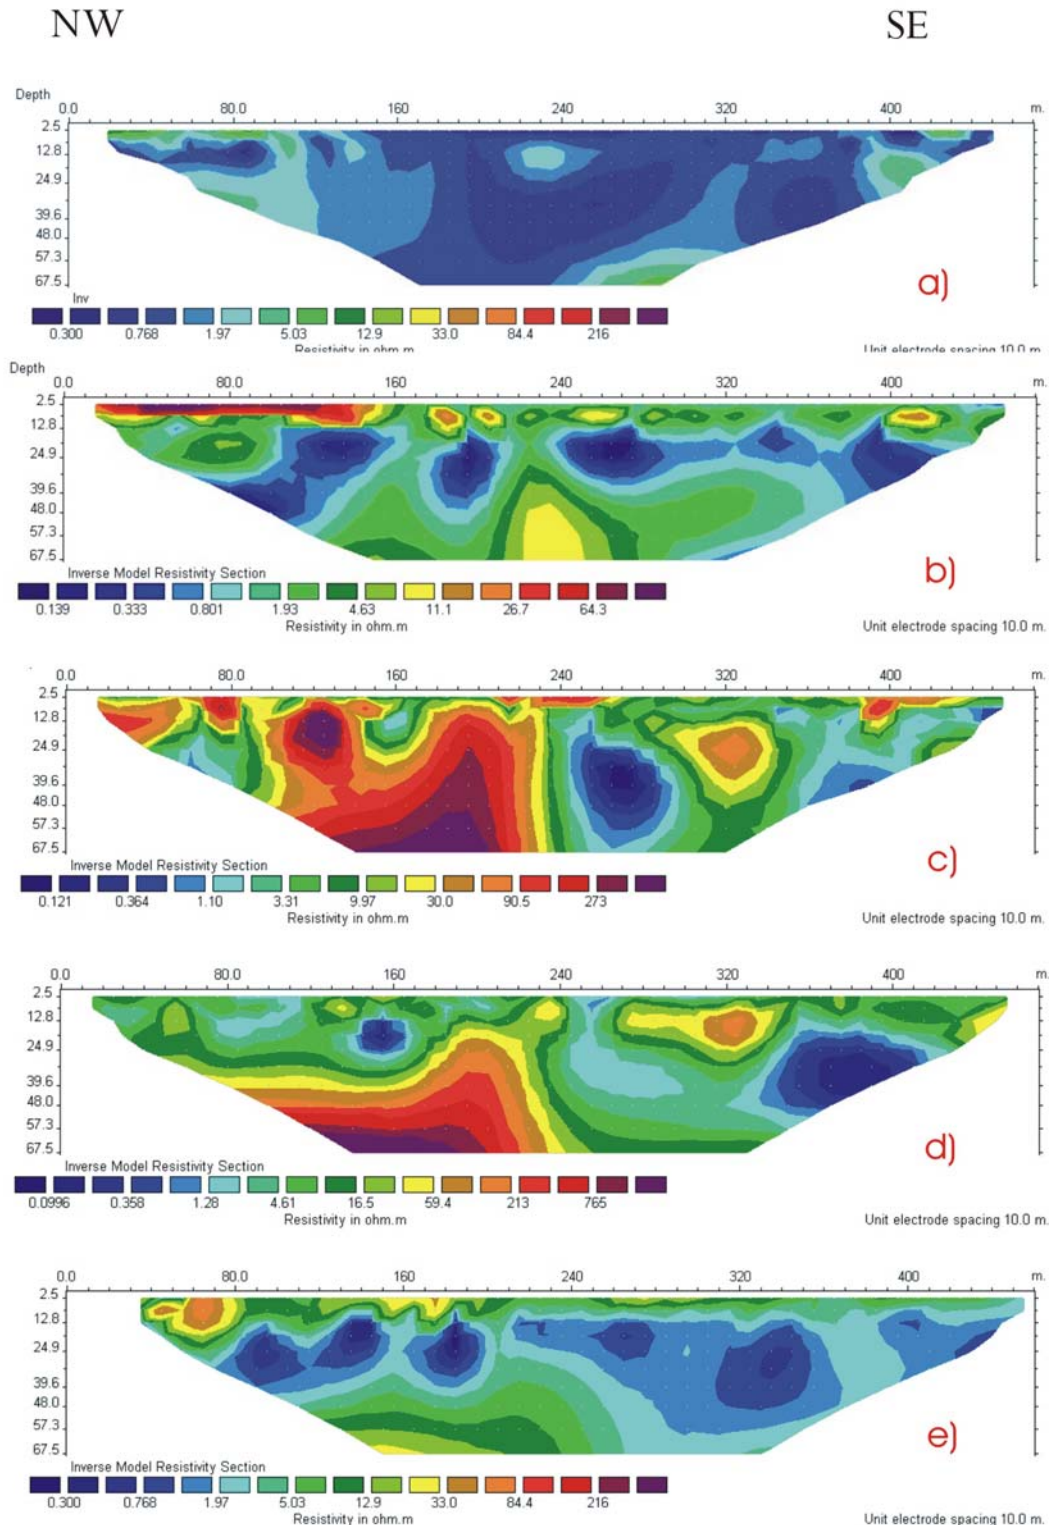 NW SE
Depth
0.0 80.0 160 240 320 400 m.
2.5
12.8
24.9
39.6
48.0
57.3
67.5
a)
Inv
0.300 0.768 1.97 5.03 12.9 33.0 84.4 216
Resistivity in ohm.m Unit electrode spacing 10.0 m.
Depth
0.0 80.0 160 240 320 400 m.
2.5
12.8
24.9
39.6
48.0
57.3
67.5
b)
Inverse Model Resistivity Section
0.139 0.333 0.801 1.93 4.63 11.1 26.7 64.3
Resistivity in ohm.m Unit electrode spacing 10.0 m.
0.0 80.0 160 240 320 400 m.
2.5
12.8
24.9
39.6
48.0
57.3
67.5
c)
Inverse Model Resistivity Section
0.121 0.364 1.10 3.31 9.97 30.0 90.5 273
Resistivity in ohm.m Unit electrode spacing 10.0 m.
0.0 80.0 160 240 320 400 m.
2.5
12.8
24.9
39.6
48.0
57.3
67.5
d)
Inverse Model Resistivity Section
0.0996 0.358 1.28 4.61 16.5 59.4 213 765
Resistivity in ohm.m Unit electrode spacing 10.0 m.
0.0 80.0 160 240 320 400 m.
2.5
12.8
24.9
39.6
48.0
57.3
67.5
e)
Inverse Model Resistivity Section
0.300 0.768 1.97 5.03 12.9 33.0 84.4 216
Resistivity in ohm.m Unit electrode spacing 10.0 m.